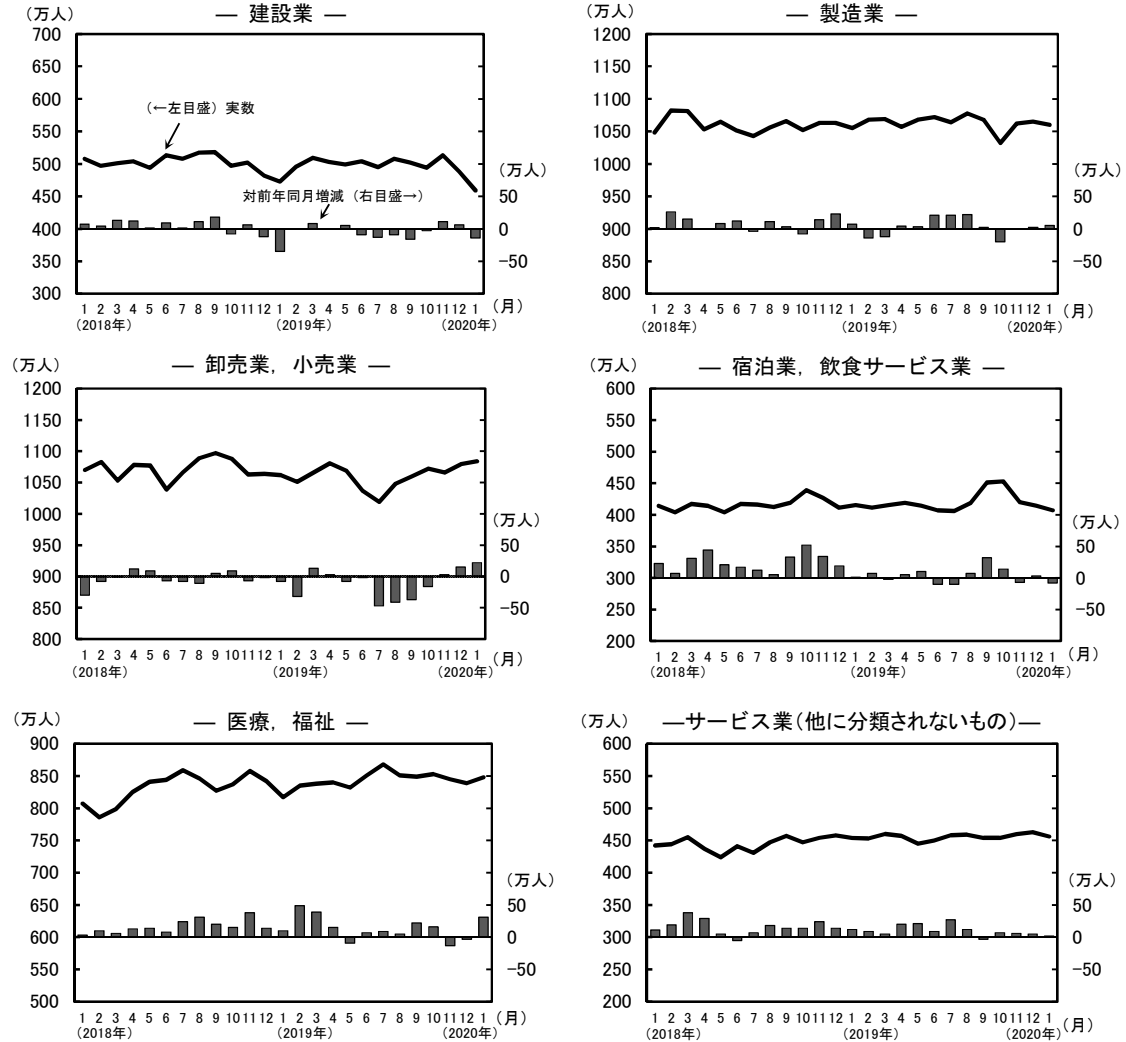 (万人)
― 建設業 ―
700
650
600
550
500
450
400
350
300
(←左目盛) 実数
対前年同月増減 (右目盛→)
(万人)
50
0
−50
1 2 3 4 5 6 7 8 9 10 11 12 1 2 3 4 5 6 7 8 9 10 11 12 1 (月)
(2018年) (2019年) (2020年)
(万人)
― 製造業 ―
1200
1150
1100
1050
1000
950
900
850
800
(万人)
50
0
−50
1 2 3 4 5 6 7 8 9 10 11 12 1 2 3 4 5 6 7 8 9 10 11 12 1 (月)
(2018年) (2019年) (2020年)
(万人)
― 卸売業，小売業 ―
1200
1150
1100
1050
1000
950
900
850
800
(万人)
50
0
−50
1 2 3 4 5 6 7 8 9 10 11 12 1 2 3 4 5 6 7 8 9 10 11 12 1 (月)
(2018年) (2019年) (2020年)
(万人)
― 宿泊業，飲食サービス業 ―
600
550
500
450
400
350
300
250
200
(万人)
50
0
−50
1 2 3 4 5 6 7 8 9 10 11 12 1 2 3 4 5 6 7 8 9 10 11 12 1 (月)
(2018年) (2019年) (2020年)
(万人)
― 医療，福祉 ―
900
850
800
750
700
650
600
550
500
(万人)
50
0
−50
1 2 3 4 5 6 7 8 9 10 11 12 1 2 3 4 5 6 7 8 9 10 11 12 1 (月)
(2018年) (2019年) (2020年)
(万人)
―サービス業(他に分類されないもの)―
600
550
500
450
400
350
300
250
200
(万人)
50
0
−50
1 2 3 4 5 6 7 8 9 10 11 12 1 2 3 4 5 6 7 8 9 10 11 12 1 (月)
(2018年) (2019年) (2020年)